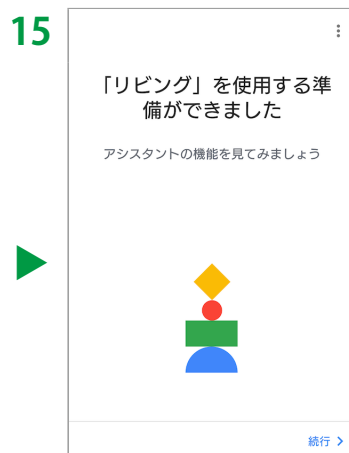 15
「リビング」を使用する準
備ができました
アシスタントの機能を見てみましょう
続行